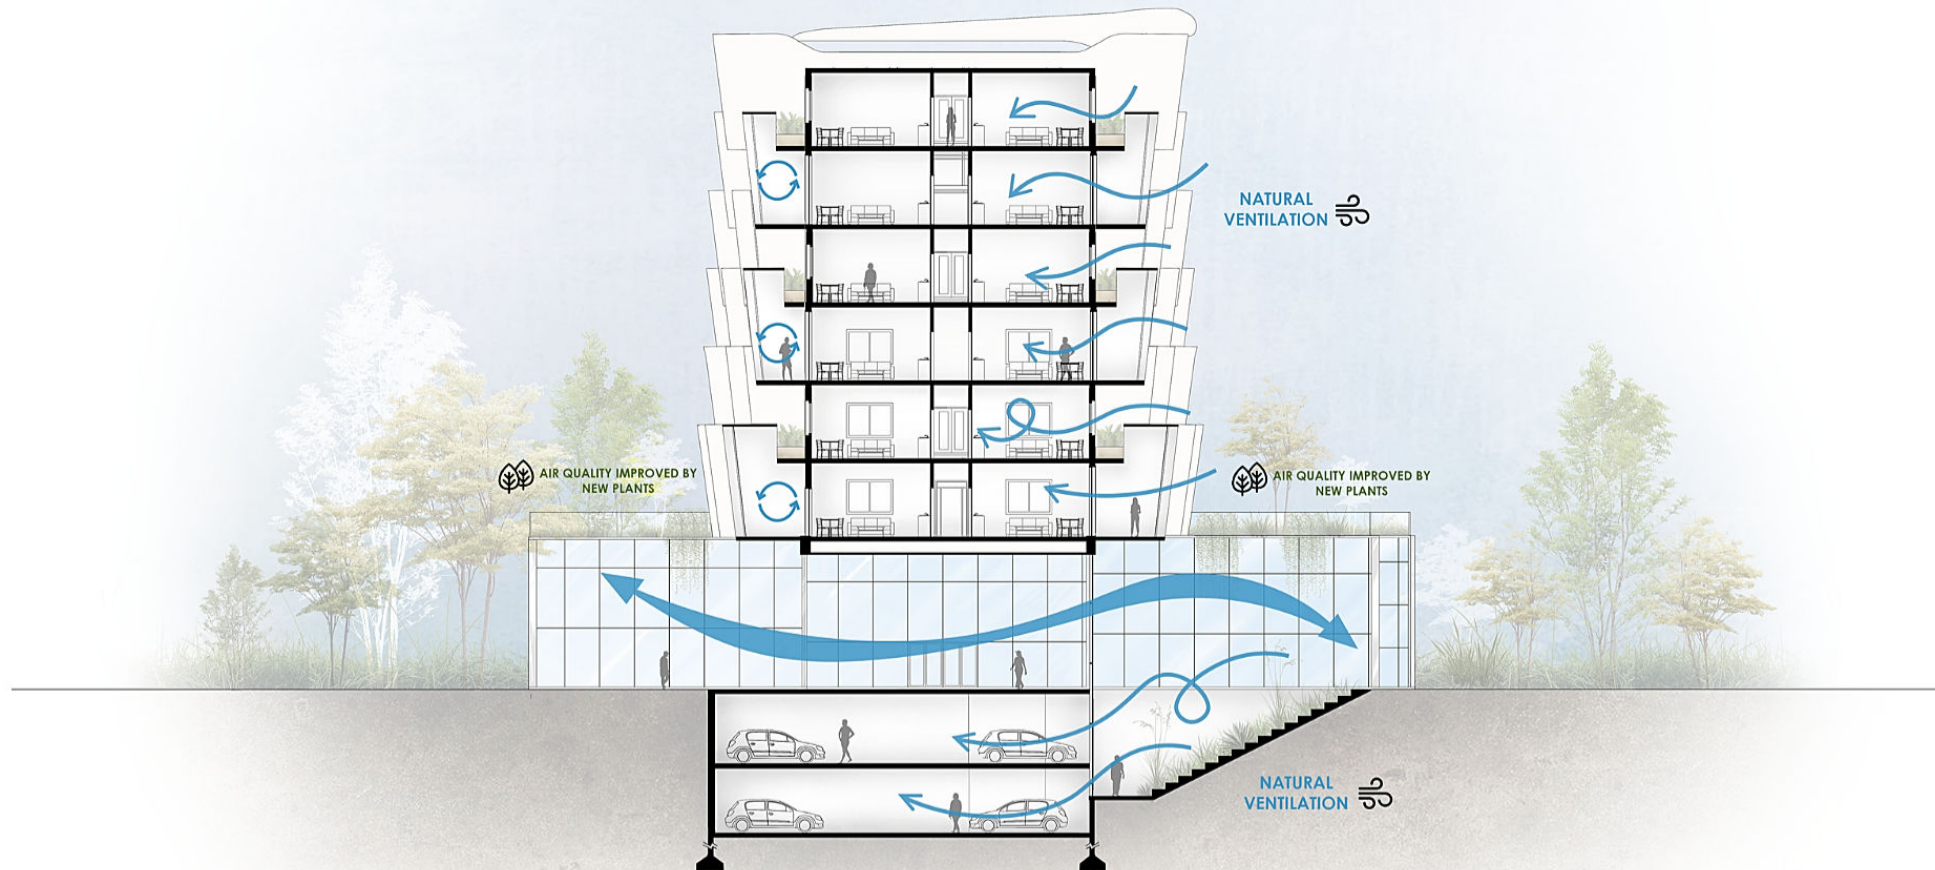 NATURAL
VENTILATION
AIR QUALITY IMPROVED BY
NEW PLANTS
AIR QUALITY IMPROVED BY
NEW PLANTS
NATURAL
VENTILATION